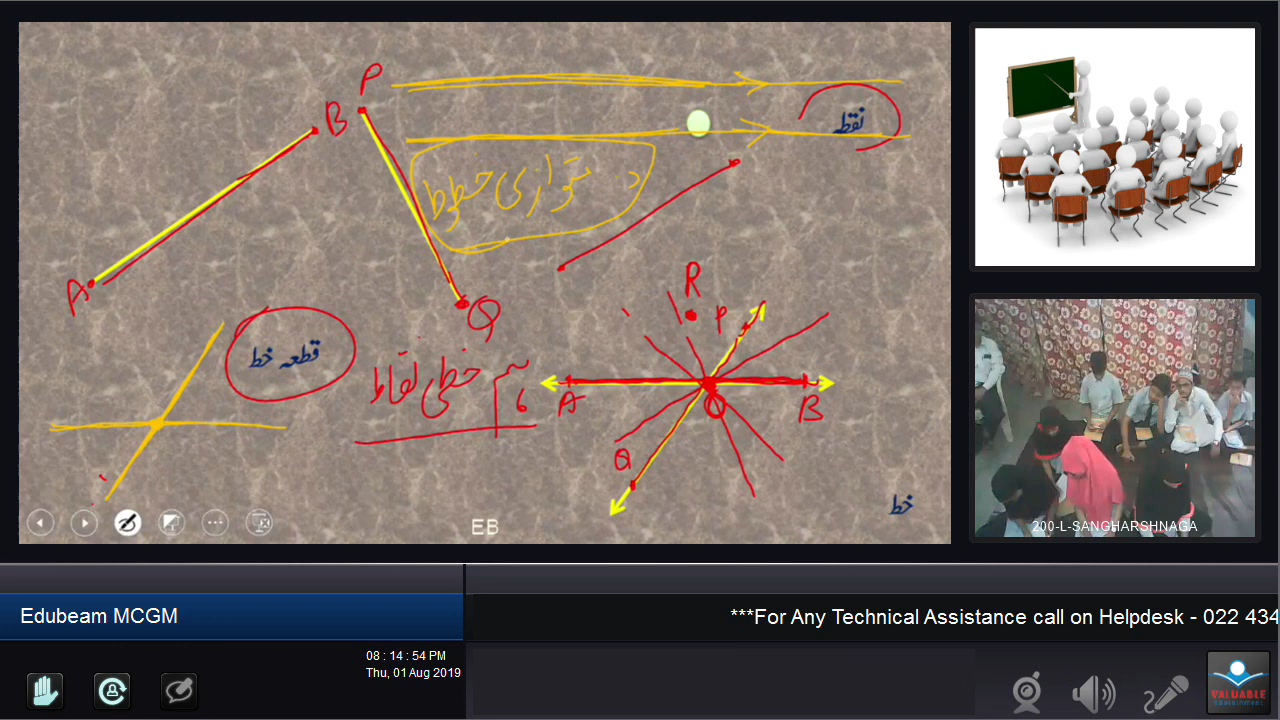 P
B
نقطہ
متوازی خطوط
A
Q
R
P
قطعہ خط
ہم خطی نقاط
A
O
B
Q
خط
EB
200-L-SANGHARSHNAGA
Edubeam MCGM
***For Any Technical Assistance call on Helpdesk - 022 434
08 : 14 : 54 PM
Thu, 01 Aug 2019
VALUABLE